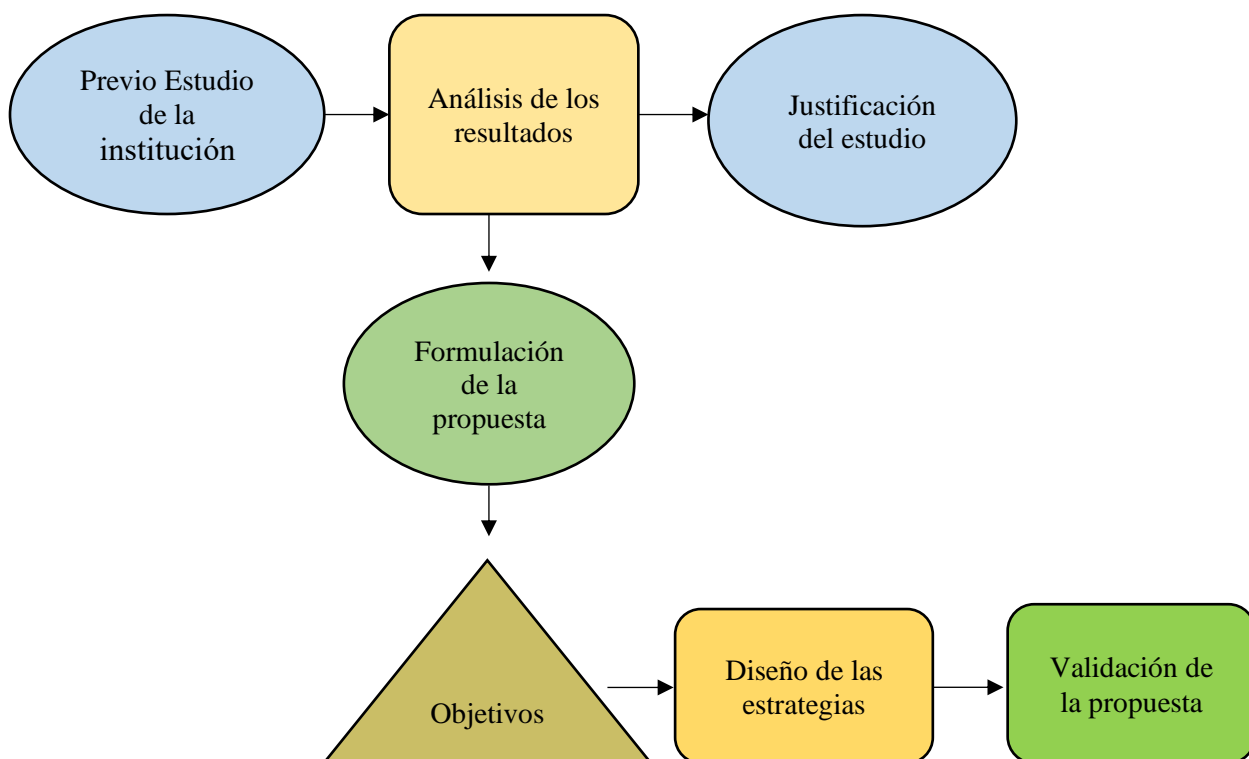 Previo Estudio
de la
institución
Análisis de los
resultados
Justificación
del estudio
Formulación
de la
propuesta
Objetivos
Diseño de las
estrategias
Validación de
la propuesta